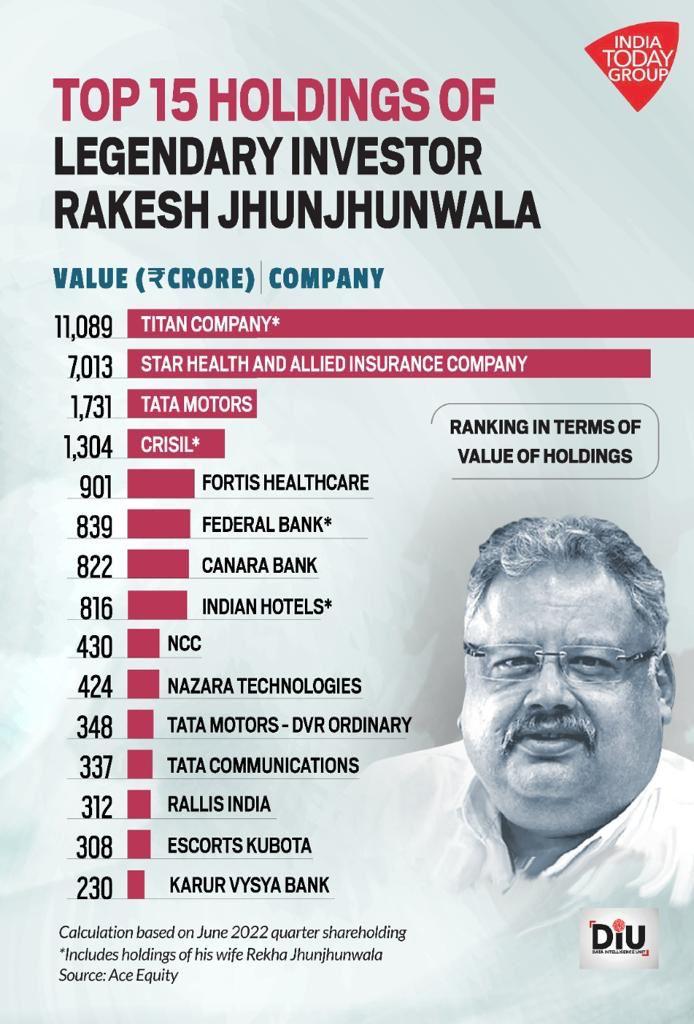 INDIA
TODAY
GROUP
TOP 15 HOLDINGS OF
LEGENDARY INVESTOR
RAKESH JHUNJHUNWALA
VALUE (₹CRORE) | COMPANY
11,089 TITAN COMPANY*
7,013 STAR HEALTH AND ALLIED INSURANCE COMPANY
1,731 TATA MOTORS
1,304 CRISIL*
RANKING IN TERMS OF
VALUE OF HOLDINGS
901 FORTIS HEALTHCARE
839 FEDERAL BANK*
822 CANARA BANK
816 INDIAN HOTELS*
430 NCC
424 NAZARA TECHNOLOGIES
348 TATA MOTORS - DVR ORDINARY
337 TATA COMMUNICATIONS
312 RALLIS INDIA
308 ESCORTS KUBOTA
230 KARUR VYSYA BANK
Calculation based on June 2022 quarter shareholding
*Includes holdings of his wife Rekha Jhunjhunwala
Source: Ace Equity
DiU
DATA INTELLIGENCE UNIT